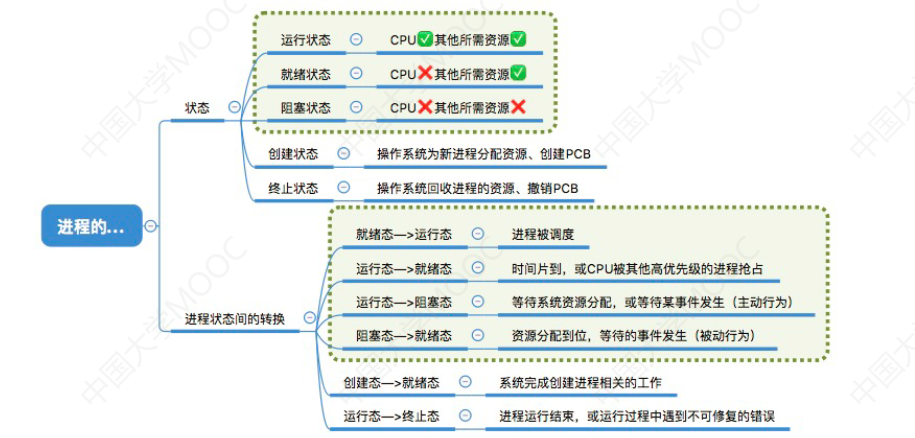 进程的...
状态
运行状态
CPU✅其他所需资源✅
就绪状态
CPU❌其他所需资源✅
阻塞状态
CPU❌其他所需资源❌
创建状态
操作系统为新进程分配资源、创建PCB
终止状态
操作系统回收进程的资源、撤销PCB
进程状态间的转换
就绪态—>运行态
进程被调度
运行态—>就绪态
时间片到，或CPU被其他高优先级的进程抢占
运行态—>阻塞态
等待系统资源分配，或等待某事件发生（主动行为）
阻塞态—>就绪态
资源分配到位，等待的事件发生（被动行为）
创建态—>就绪态
系统完成创建进程相关的工作
运行态—>终止态
进程运行结束，或运行过程中遇到不可修复的错误
中国大学MOOC
中国大学MOOC
中国大学MOOC
中国大学MOOC